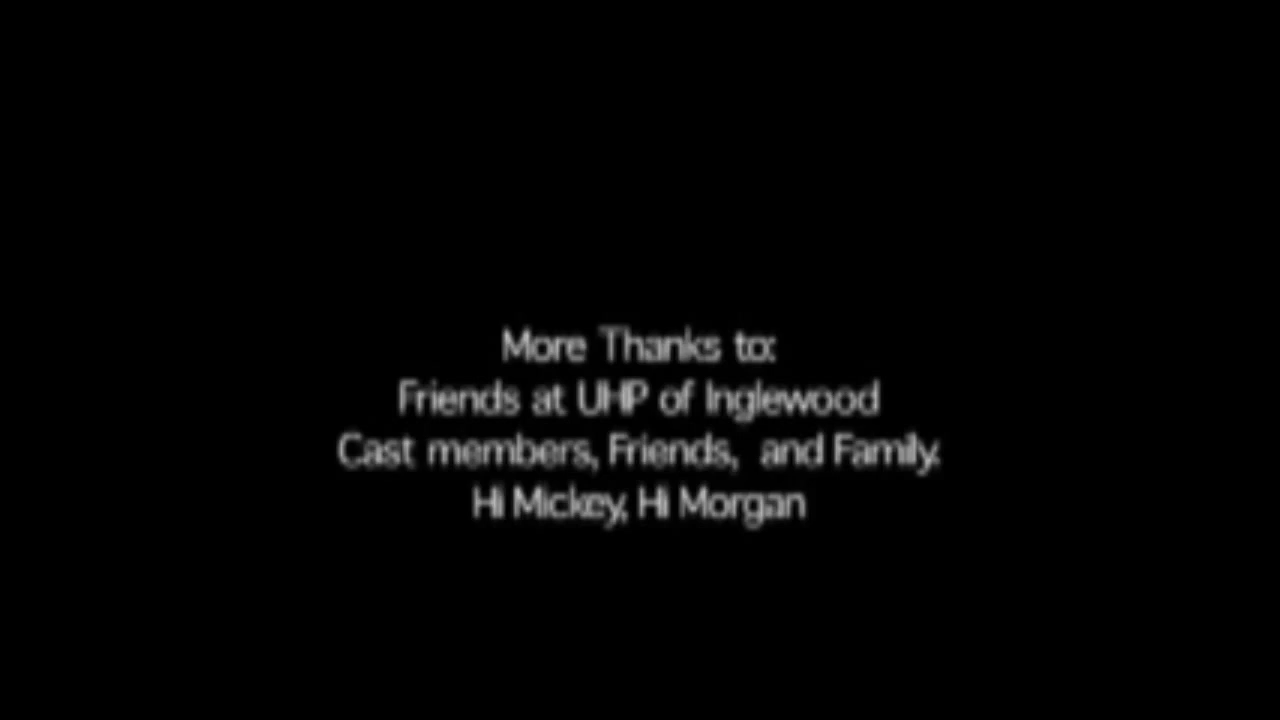 More Thanks to:
Friends at UHP of Inglewood
Cast members, Friends,  and Family.
Hi Mickey, Hi Morgan